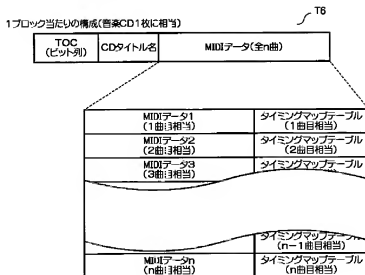 1ブロック当たりの構成(音楽CD1枚に相当)
T6
TOC
(ビット列)
CDタイトル名
MIDIデータ(全n曲)
MIDIデータ1
(1曲目相当)
タイミングマップテーブル
(1曲目相当)
MIDIデータ2
(2曲目相当)
タイミングマップテーブル
(2曲目相当)
MIDIデータ3
(3曲目相当)
タイミングマップテーブル
タイミングマップテーブル
(n−1曲目相当)
MIDIデータn
(n曲目相当)
タイミングマップテーブル
(n曲目相当)